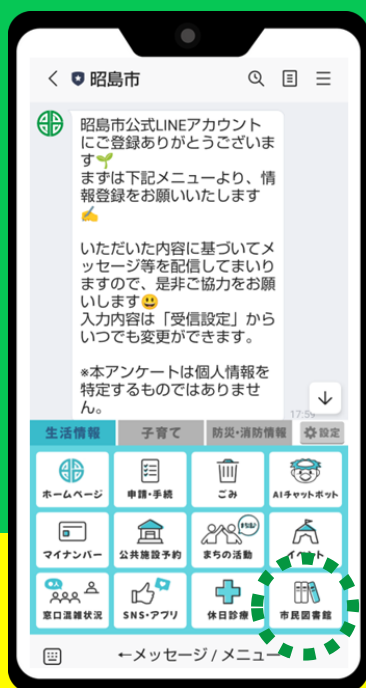 昭島市
昭島市公式LINEアカウント
にご登録ありがとうございま
す🌱
まずは下記メニューより、情
報登録をお願いいたします
✍️
いただいた内容に基づいてメ
ッセージ等を配信してまいり
ますので、是非ご協力をお願
いします😃
入力内容は「受信設定」から
いつでも変更ができます。
*本アンケートは個人情報を
特定するものではありませ
ん。
17:59
生活情報 子育て 防災・消防情報 設定
ホームページ 申請・手続 ごみ AIチャットボット
マイナンバー 公共施設予約 まちの活動 イベント
窓口混雑状況 SNS・アプリ 休日診療 市民図書館
←メッセージ / メニュー